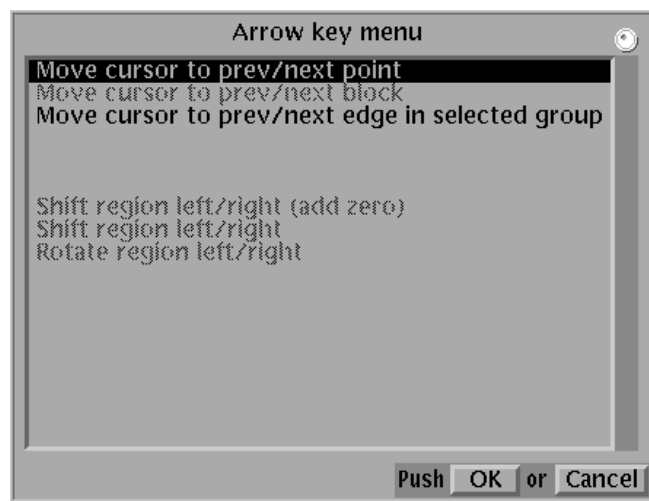 Arrow key menu
Move cursor to prev/next point
Move cursor to prev/next block
Move cursor to prev/next edge in selected group
Shift region left/right (add zero)
Shift region left/right
Rotate region left/right
Push OK or Cancel